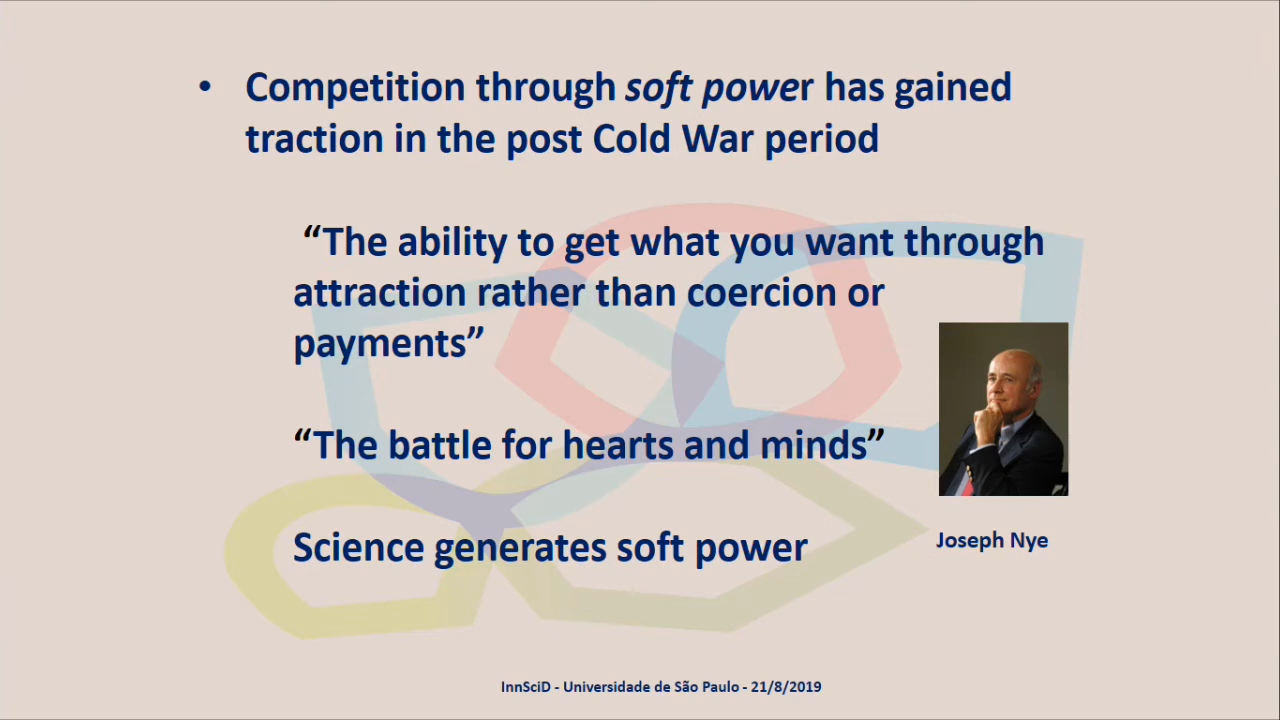 • Competition through soft power has gained
traction in the post Cold War period
“The ability to get what you want through
attraction rather than coercion or
payments”
“The battle for hearts and minds”
Science generates soft power
Joseph Nye
InnSciD - Universidade de São Paulo - 21/8/2019